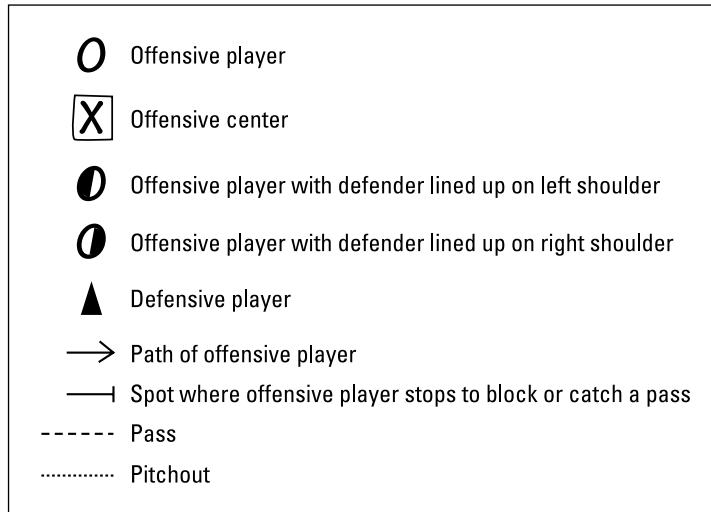 Offensive player
X Offensive center
Offensive player with defender lined up on left shoulder
Offensive player with defender lined up on right shoulder
Defensive player
Path of offensive player
Spot where offensive player stops to block or catch a pass
Pass
Pitchout